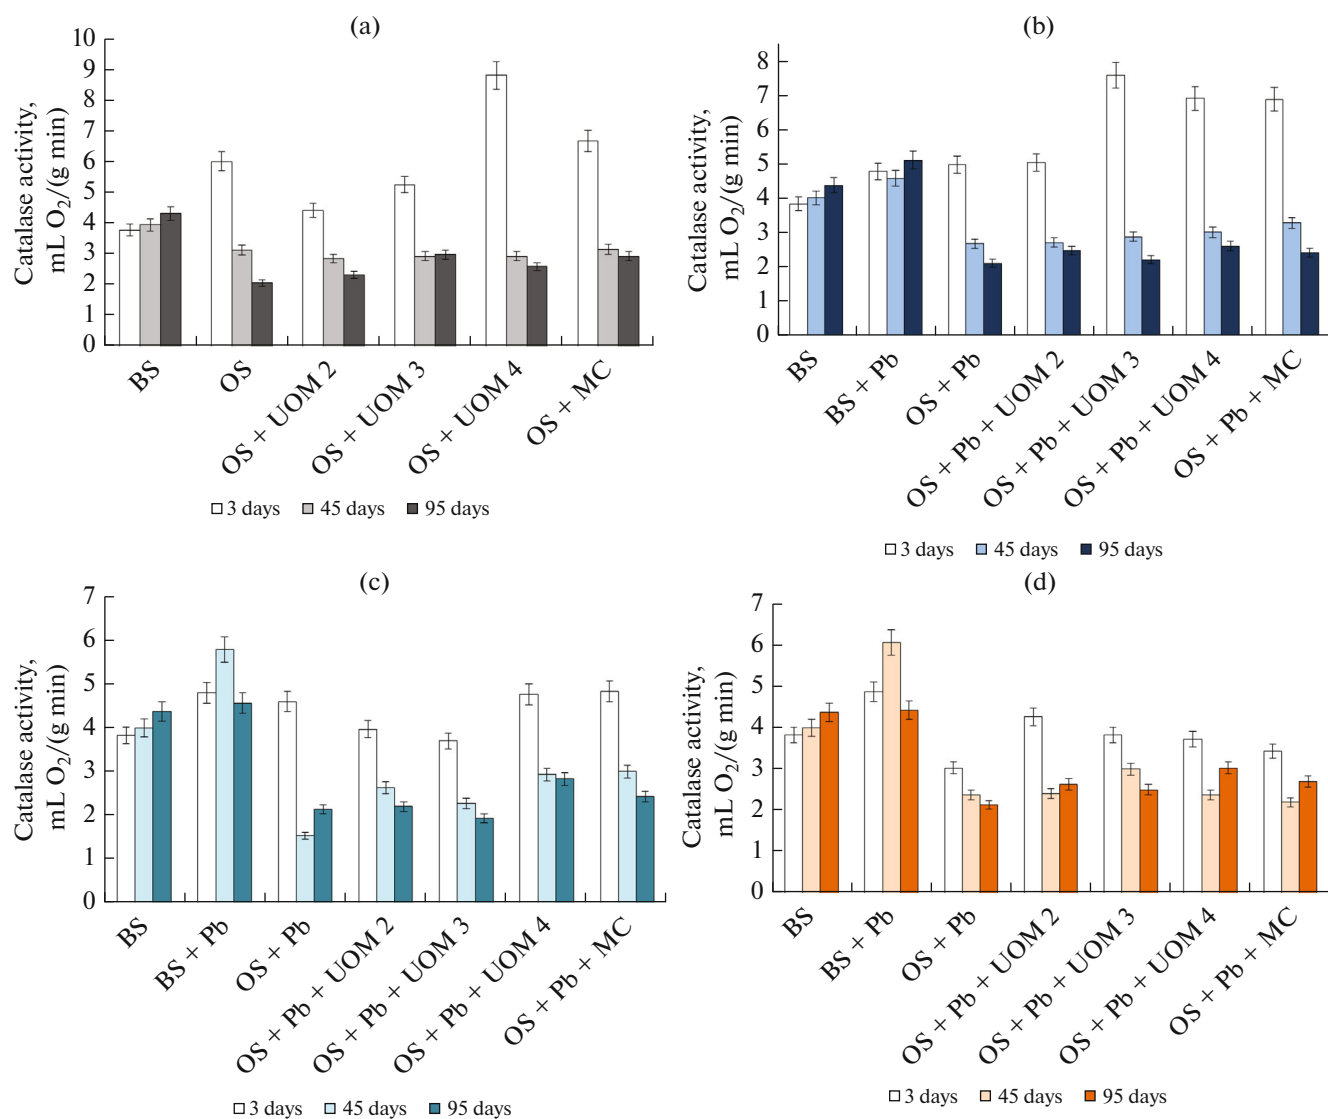 (a)
Catalase activity,
mL O₂/(g min)
10
9
8
7
6
5
4
3
2
1
0
BS
OS
OS + UOM 2
OS + UOM 3
OS + UOM 4
OS + MC
3 days 45 days 95 days
(b)
Catalase activity,
mL O₂/(g min)
8
7
6
5
4
3
2
1
0
BS
BS + Pb
OS + Pb
OS + Pb + UOM 2
OS + Pb + UOM 3
OS + Pb + UOM 4
OS + Pb + MC
3 days 45 days 95 days
(c)
Catalase activity,
mL O₂/(g min)
7
6
5
4
3
2
1
0
BS
BS + Pb
OS + Pb
OS + Pb + UOM 2
OS + Pb + UOM 3
OS + Pb + UOM 4
OS + Pb + MC
3 days 45 days 95 days
(d)
Catalase activity,
mL O₂/(g min)
7
6
5
4
3
2
1
0
BS
BS + Pb
OS + Pb
OS + Pb + UOM 2
OS + Pb + UOM 3
OS + Pb + UOM 4
OS + Pb + MC
3 days 45 days 95 days